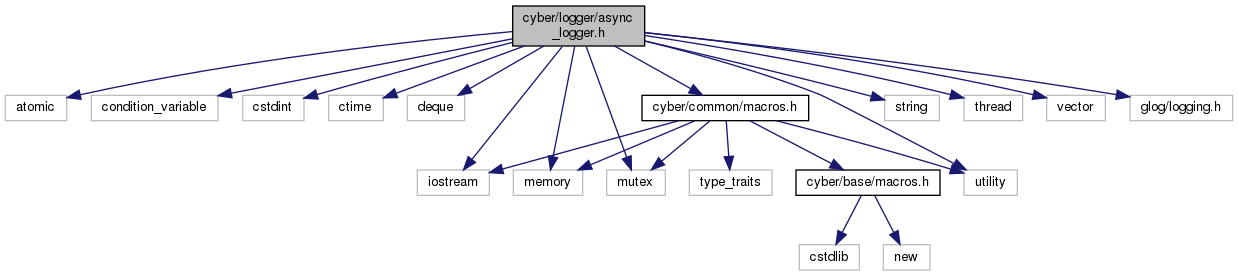 cyber/logger/async
_logger.h
atomic
condition_variable
cstdint
ctime
deque
cyber/common/macros.h
string
thread
vector
glog/logging.h
iostream
memory
mutex
type_traits
cyber/base/macros.h
utility
cstdlib
new